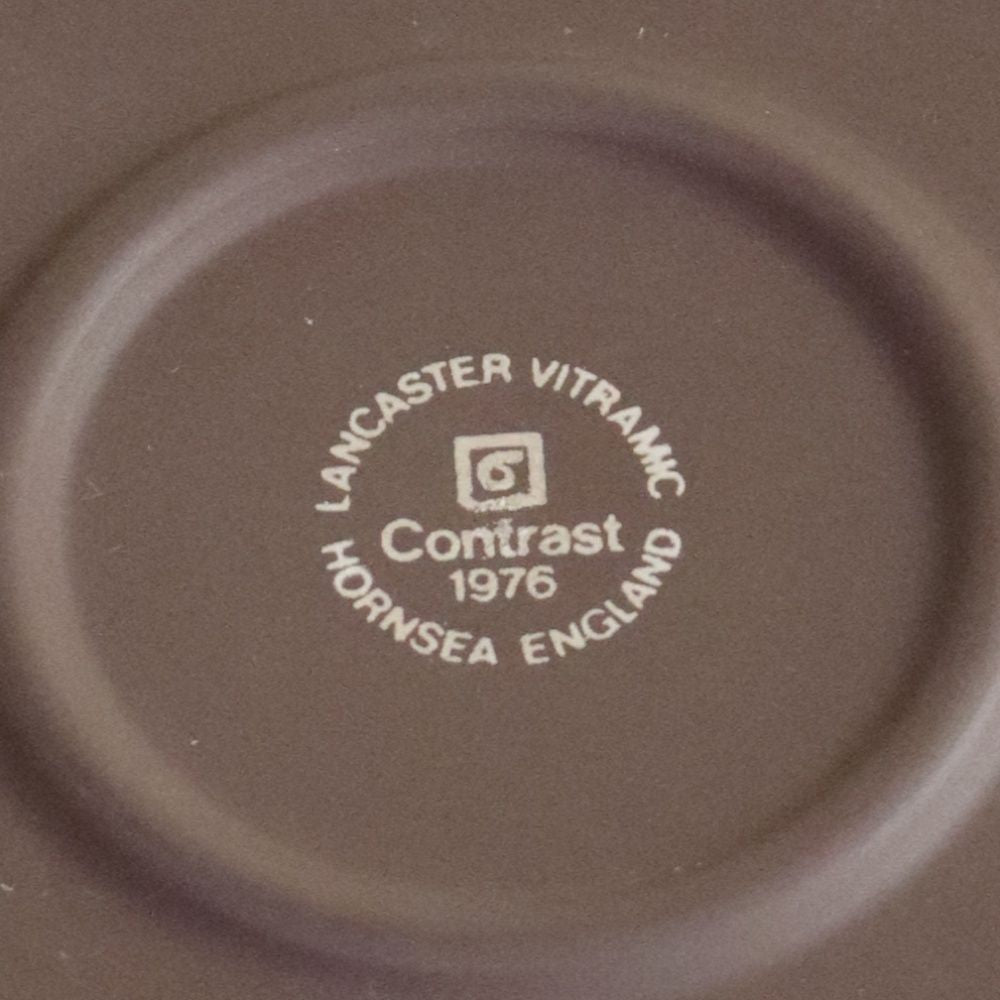 LANCASTER VITRAMIC
Contrast
1976
HORNSEA ENGLAND